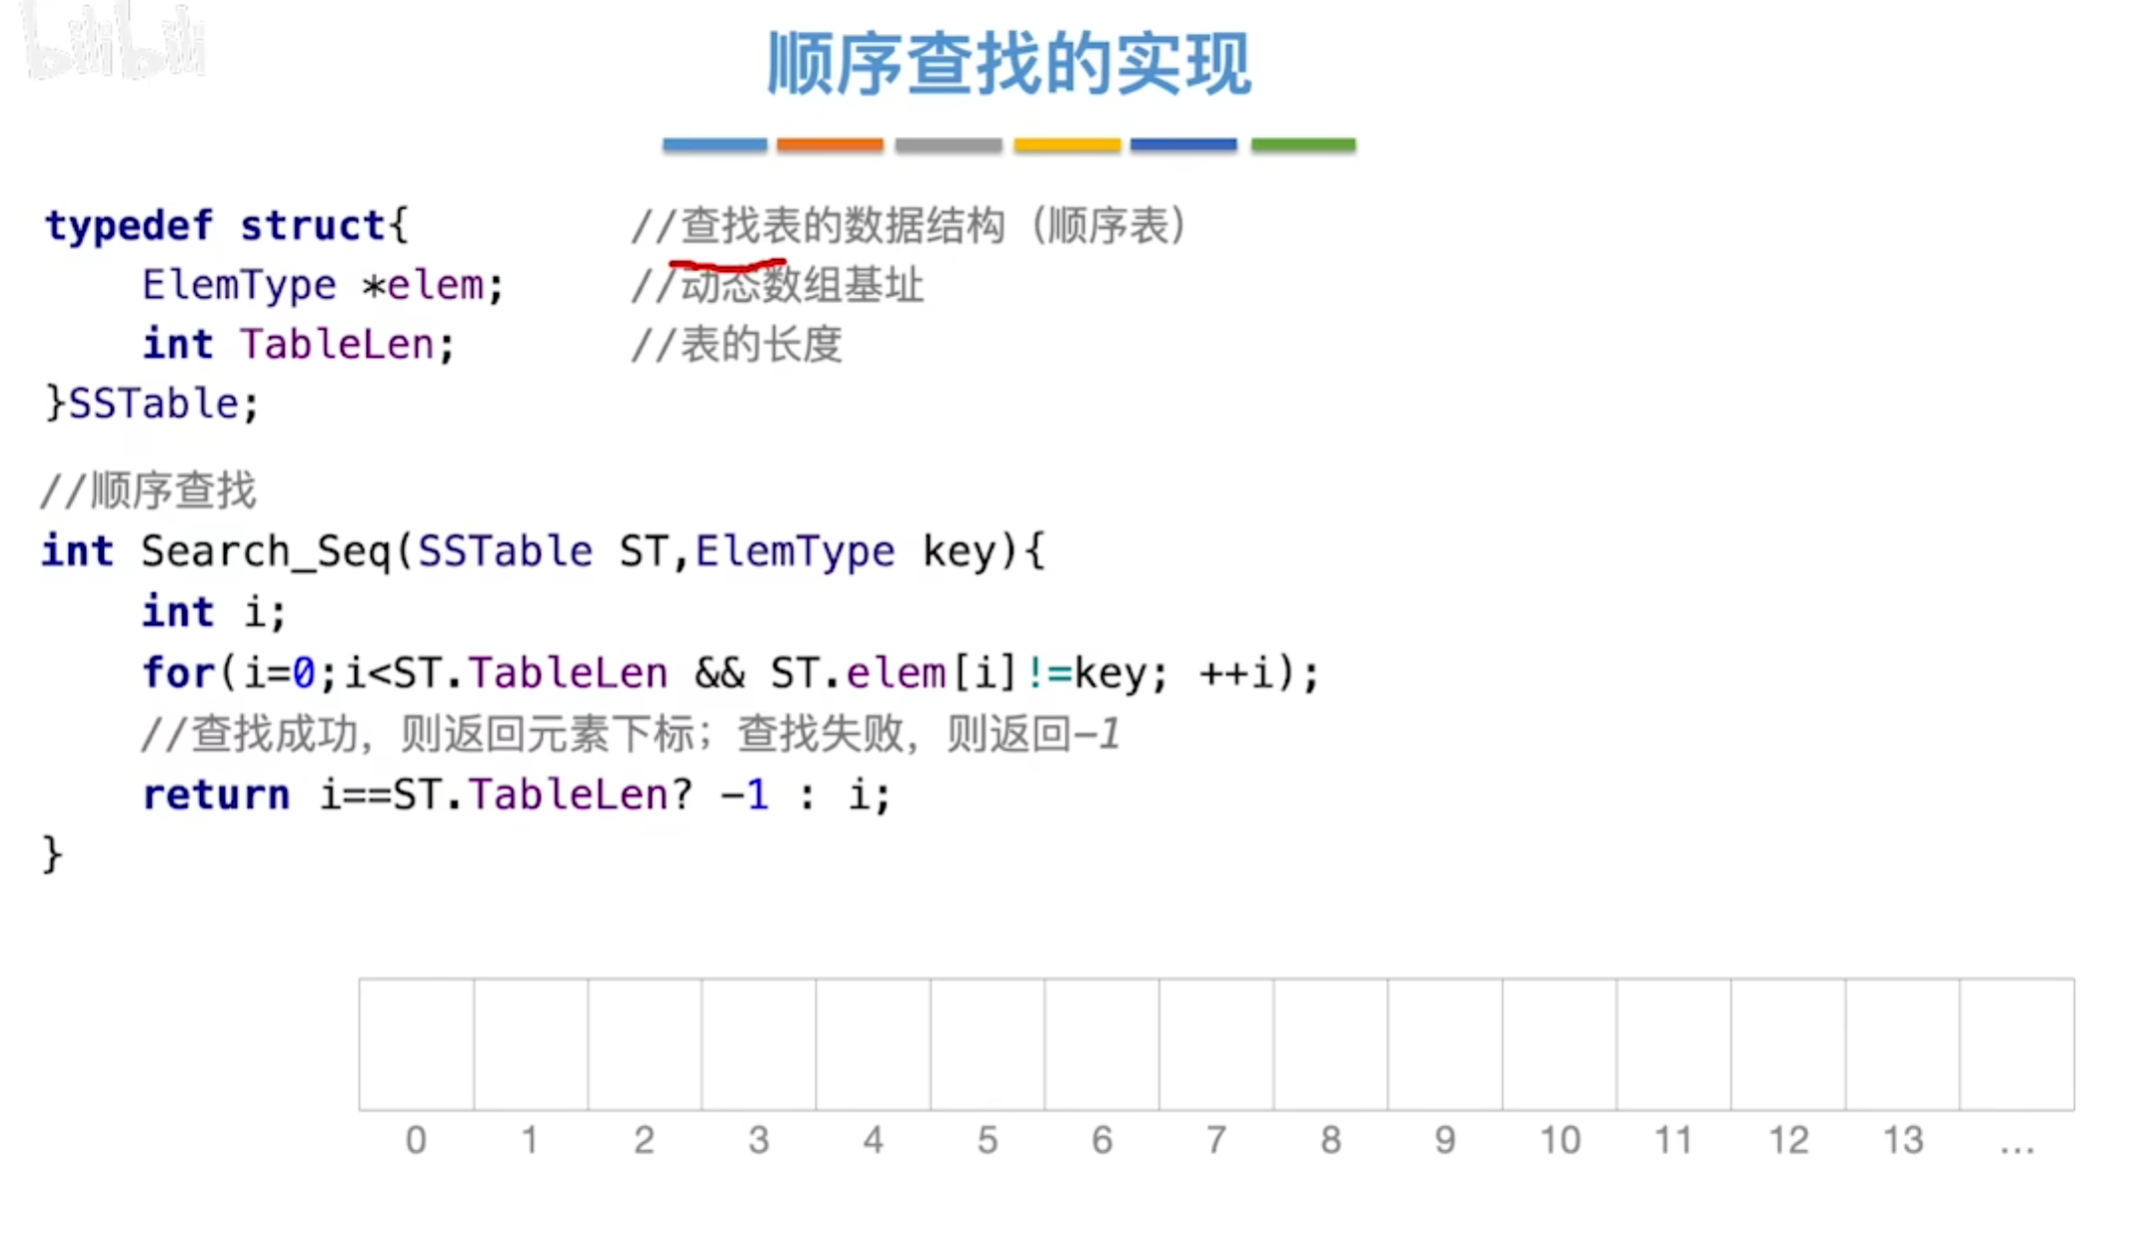 bilibili
顺序查找的实现
typedef struct{ //查找表的数据结构（顺序表）
ElemType *elem; //动态数组基址
int TableLen; //表的长度
}SSTable;
//顺序查找
int Search_Seq(SSTable ST,ElemType key){
int i;
for(i=0;i<ST.TableLen && ST.elem[i]!=key; ++i);
//查找成功，则返回元素下标；查找失败，则返回-1
return i==ST.TableLen? -1 : i;
}
0 1 2 3 4 5 6 7 8 9 10 11 12 13 ...